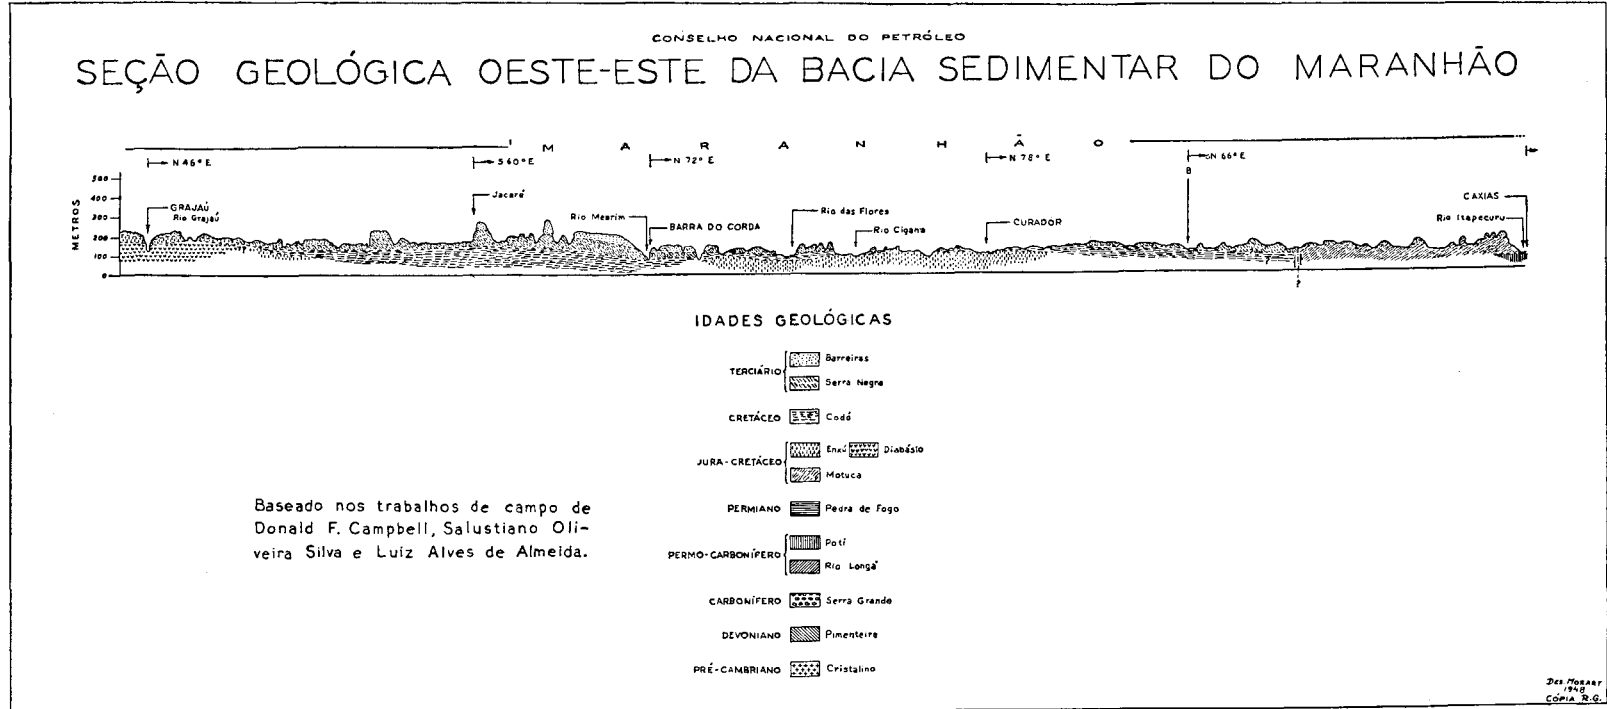 CONSELHO NACIONAL DO PETRÓLEO
SEÇÃO GEOLÓGICA OESTE-ESTE DA BACIA SEDIMENTAR DO MARANHÃO
MARANHÃO
N 46° E
S 60° E
N 72° E
N 78° E
N 66° E
B
METROS
500
400
300
200
100
0
GRAJAÚ
Rio Grajaú
Jacaré
Rio Mearim
BARRA DO CORDA
Rio das Flores
Rio Cigana
CURADOR
CAXIAS
Rio Itapecuru
?
?
IDADES GEOLÓGICAS
TERCIÁRIO
Barreiras
Serra Negra
CRETÁCEO
Codó
JURA-CRETÁCEO
Enxú
Diabásio
Motuca
PERMIANO
Pedra de Fogo
PERMO-CARBONÍFERO
Potí
Rio Longá
CARBONÍFERO
Serra Grande
DEVONIANO
Pimenteira
PRÉ-CAMBRIANO
Cristalino
Baseado nos trabalhos de campo de
Donald F. Campbell, Salustiano Oli-
veira Silva e Luiz Alves de Almeida.
1948
CÓPIA R.G.